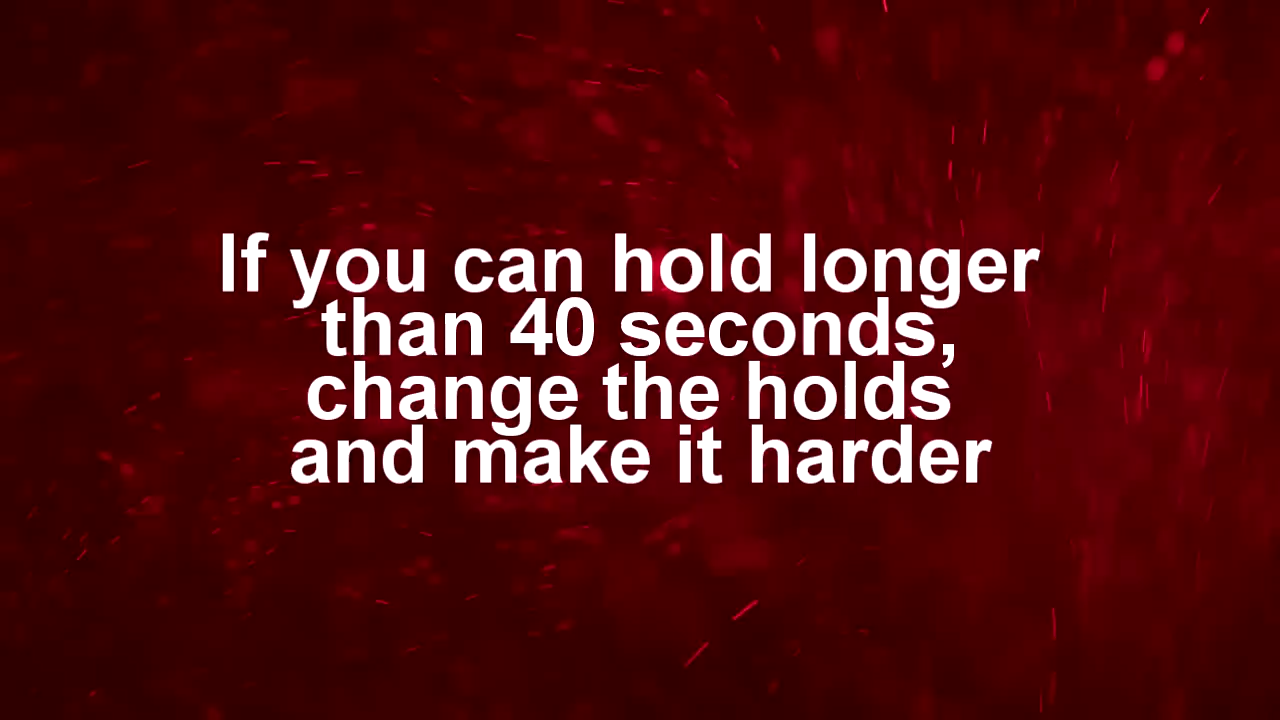 If you can hold longer
than 40 seconds,
change the holds
and make it harder